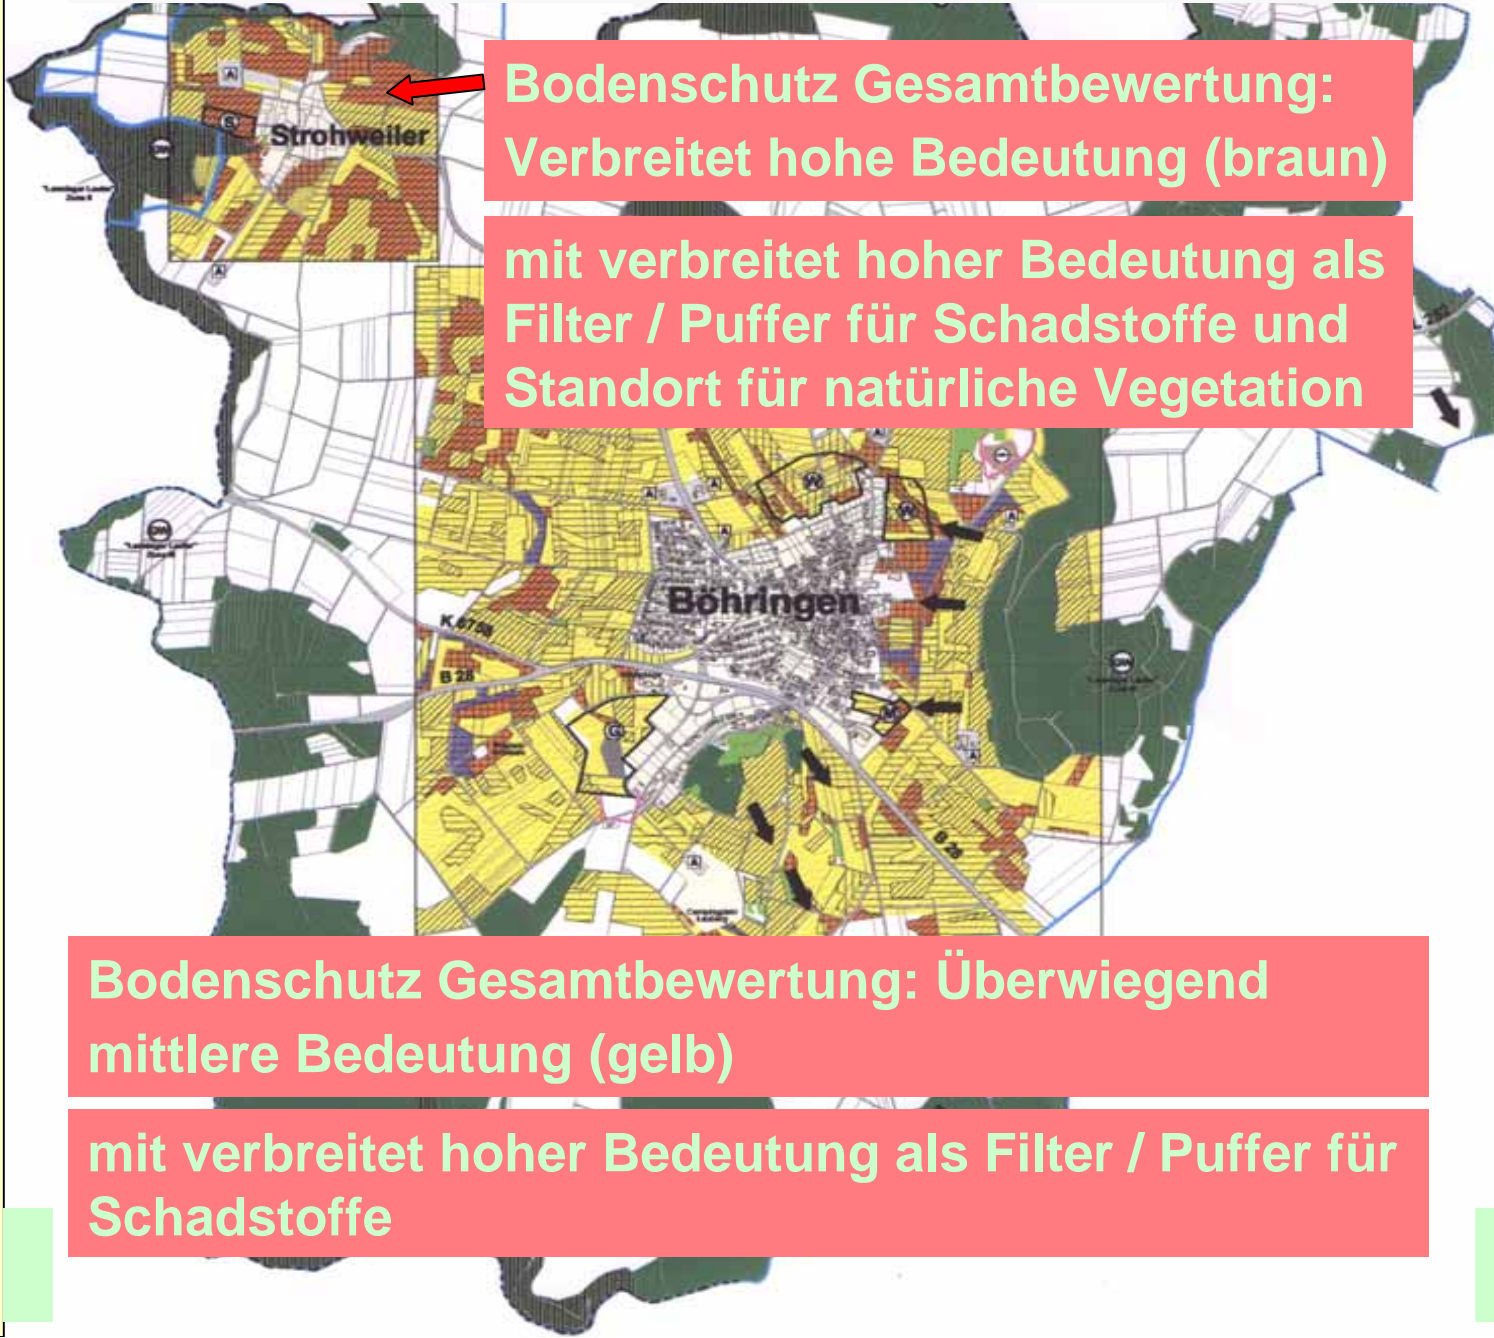 Bodenschutz Gesamtbewertung:
Verbreitet hohe Bedeutung (braun)
mit verbreitet hoher Bedeutung als
Filter / Puffer für Schadstoffe und
Standort für natürliche Vegetation
A
S
Strohweiler
A
A
W
A
A
W
A
A
Böhringen
K 6758
B 28
G
M
A
B 28
A
Bodenschutz Gesamtbewertung: Überwiegend
mittlere Bedeutung (gelb)
mit verbreitet hoher Bedeutung als Filter / Puffer für
Schadstoffe